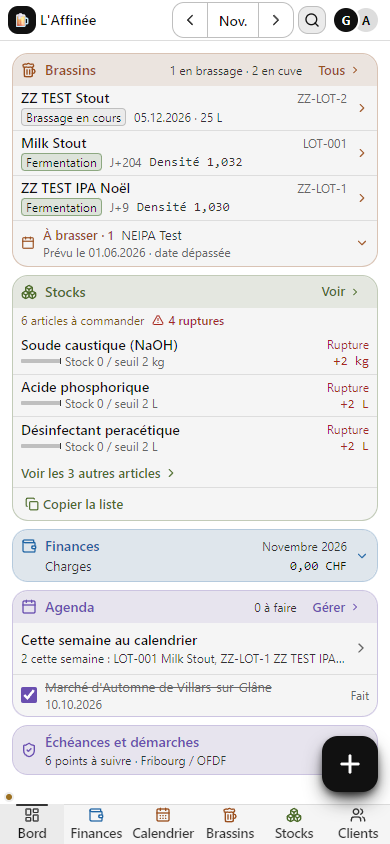 L'Affinée
Nov.
G A
Brassins 1 en brassage · 2 en cuve Tous
ZZ TEST Stout ZZ-LOT-2
Brassage en cours 05.12.2026 · 25 L
Milk Stout LOT-001
Fermentation J+204 Densité 1,032
ZZ TEST IPA Noël ZZ-LOT-1
Fermentation J+9 Densité 1,030
À brasser · 1 NEIPA Test
Prévu le 01.06.2026 · date dépassée
Stocks Voir
6 articles à commander 4 ruptures
Soude caustique (NaOH) Rupture
Stock 0 / seuil 2 kg +2 kg
Acide phosphorique Rupture
Stock 0 / seuil 2 L +2 L
Désinfectant peracétique Rupture
Stock 0 / seuil 2 L +2 L
Voir les 3 autres articles
Copier la liste
Finances Novembre 2026
Charges 0,00 CHF
Agenda 0 à faire Gérer
Cette semaine au calendrier
2 cette semaine : LOT-001 Milk Stout, ZZ-LOT-1 ZZ TEST IPA...
Marché d'Automne de Villars-sur-Glâne Fait
10.10.2026
Échéances et démarches
6 points à suivre · Fribourg / OFDF
Bord Finances Calendrier Brassins Stocks Clients